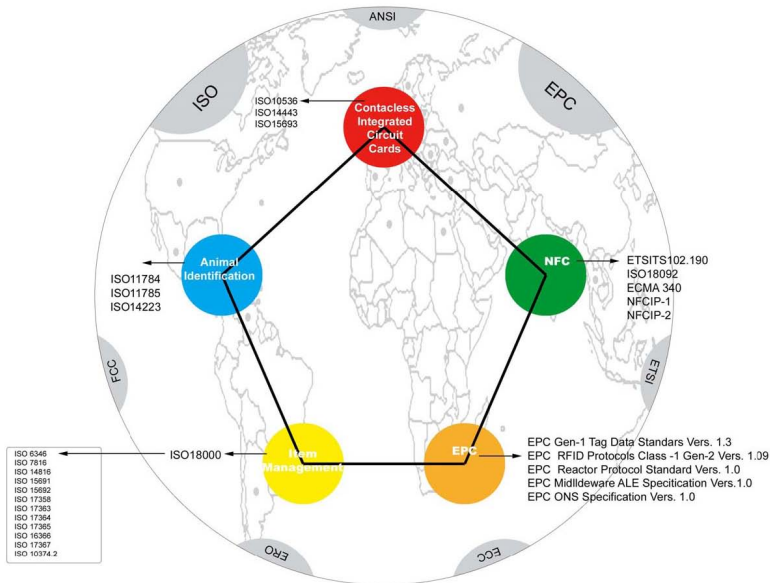 ANSI
ISO
EPC
ISO10536
ISO14443
ISO15693
Contacless
Integrated
Circuit
Cards
Animal
Identification
ISO11784
ISO11785
ISO14223
NFC
ETSITS102.190
ISO18092
ECMA 340
NFCIP-1
NFCIP-2
FCC
ETSI
ISO 6346
ISO 7816
ISO 14816
ISO 15691
ISO 15692
ISO 17358
ISO 17363
ISO 17364
ISO 17365
ISO 16366
ISO 17367
ISO 10374.2
ISO18000
Item
Management
EPC
EPC Gen-1 Tag Data Standars Vers. 1.3
EPC RFID Protocols Class -1 Gen-2 Vers. 1.09
EPC Reactor Protocol Standard Vers. 1.0
EPC Midlldeware ALE Specitication Vers.1.0
EPC ONS Specification Vers. 1.0
ERO
ECC